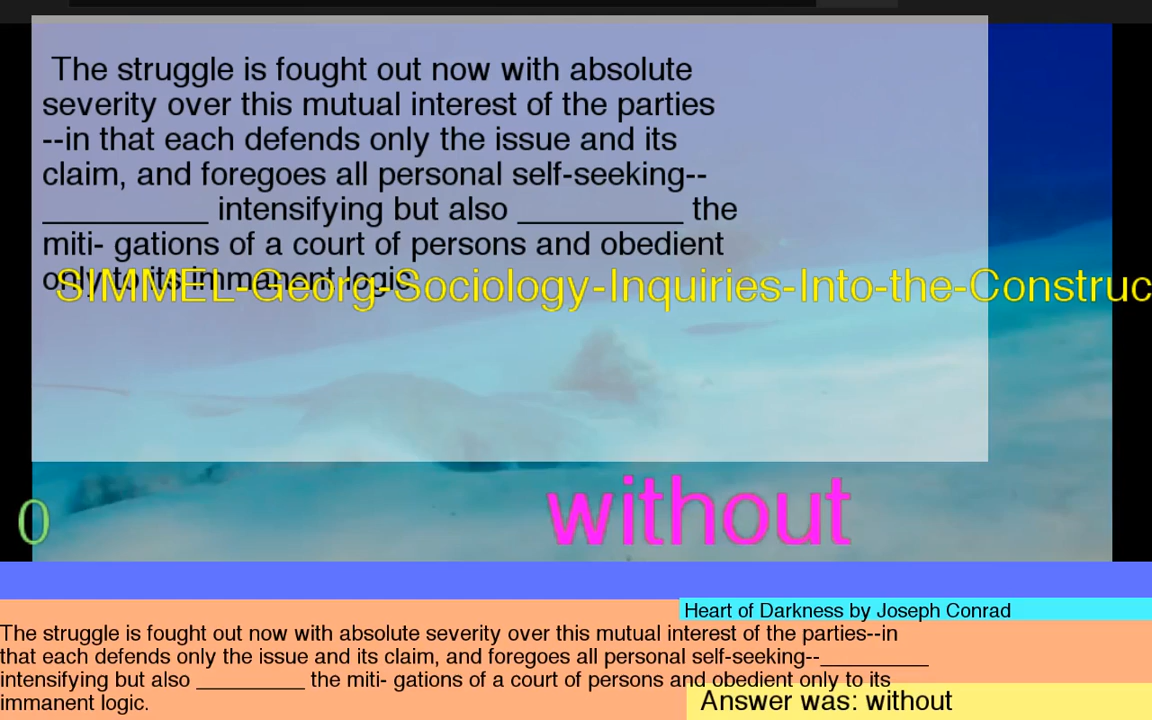 The struggle is fought out now with absolute
severity over this mutual interest of the parties
--in that each defends only the issue and its
claim, and foregoes all personal self-seeking--
__________ intensifying but also __________ the
miti- gations of a court of persons and obedient
only to its immanent logic.
SIMMEL-Georg-Sociology-Inquiries-Into-the-Construc
0
without
Heart of Darkness by Joseph Conrad
The struggle is fought out now with absolute severity over this mutual interest of the parties--in
that each defends only the issue and its claim, and foregoes all personal self-seeking--__________
intensifying but also __________ the miti- gations of a court of persons and obedient only to its
immanent logic.
Answer was: without